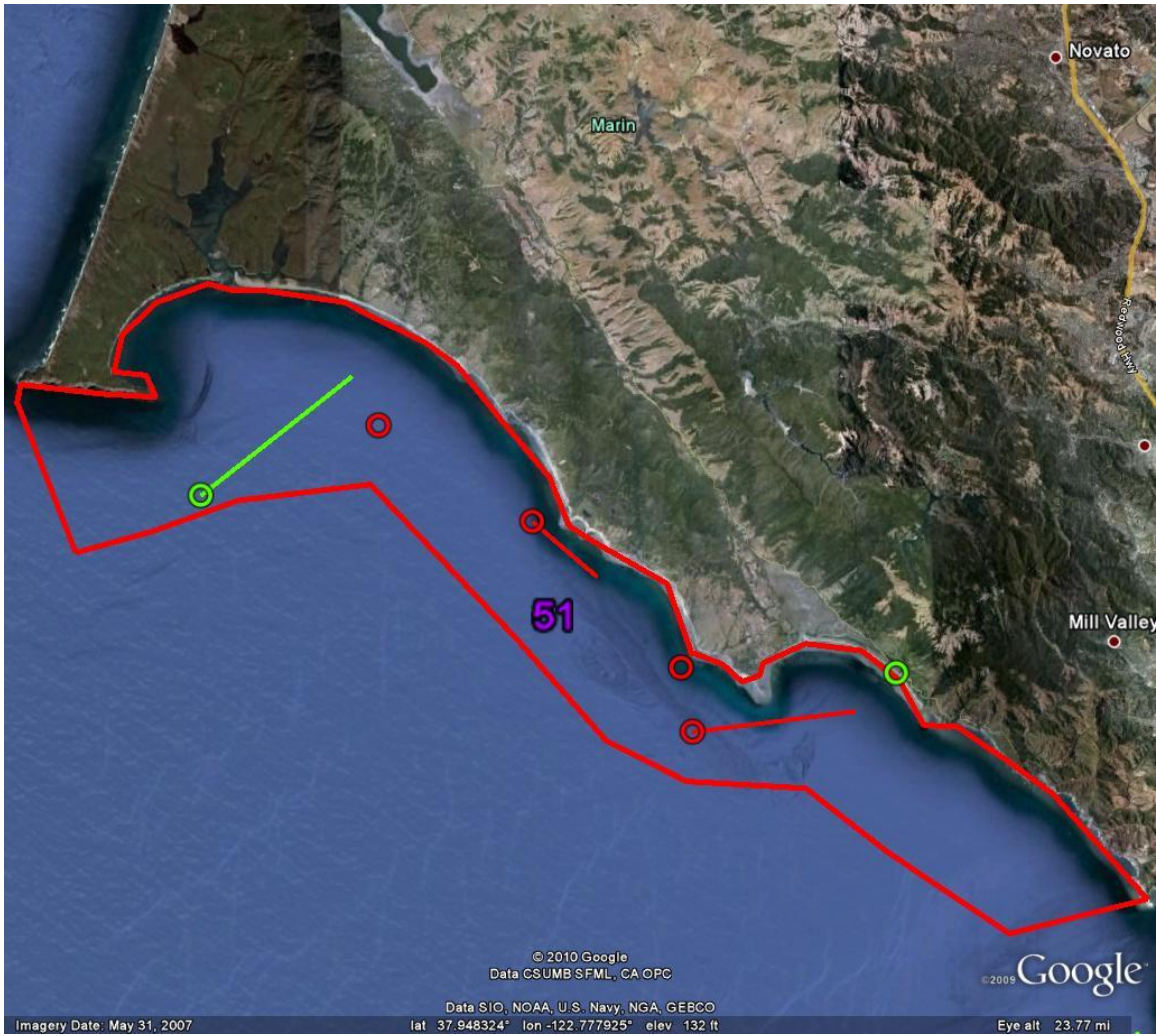 Novato
Marin
Redwood Hwy
51
Mill Valley
© 2010 Google
Data CSUMB SFML, CA OPC
©2009 Google
Data SIO, NOAA, U.S. Navy, NGA, GEBCO
Imagery Date: May 31, 2007 lat 37.948324° lon -122.777925° elev 132 ft Eye alt 23.77 mi